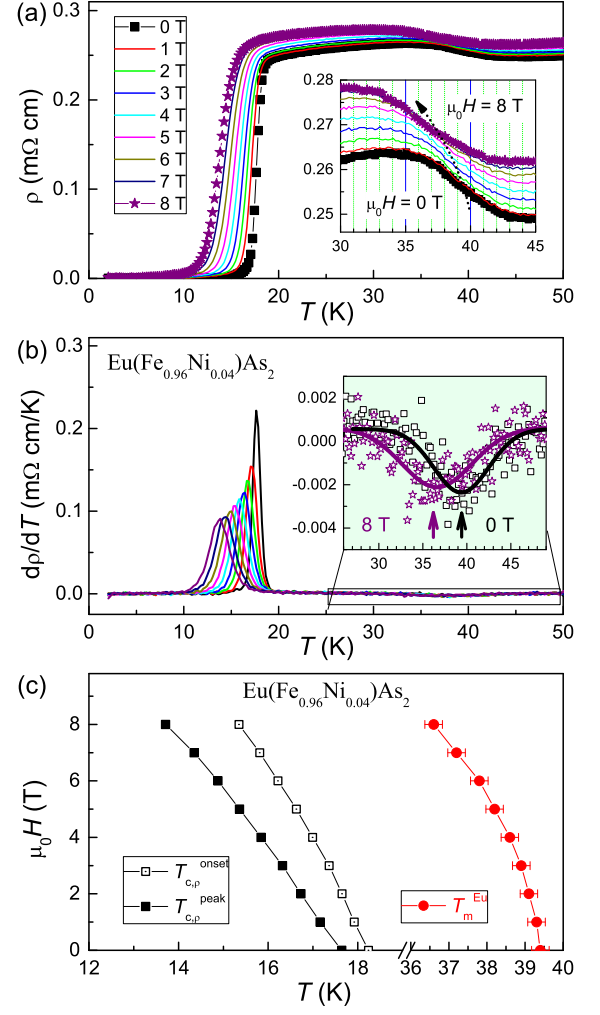 (a)
0.3
0.2
0.1
0.0
ρ (mΩ cm)
0 T
1 T
2 T
3 T
4 T
5 T
6 T
7 T
8 T
0.28
0.27
0.26
0.25
μ₀H = 8 T
μ₀H = 0 T
30 35 40 45
0 10 20 30 40 50
T (K)
(b)
Eu(Fe₀.₉₆Ni₀.₀₄)As₂
0.3
0.2
0.1
0.0
dρ/dT (mΩ cm/K)
0.002
0.000
-0.002
-0.004
8 T
0 T
30 35 40 45
0 10 20 30 40 50
T (K)
(c)
Eu(Fe₀.₉₆Ni₀.₀₄)As₂
8
6
4
2
0
μ₀H (T)
T c,ρ onset
T c,ρ peak
T m Eu
12 14 16 18 36 37 38 39 40
T (K)